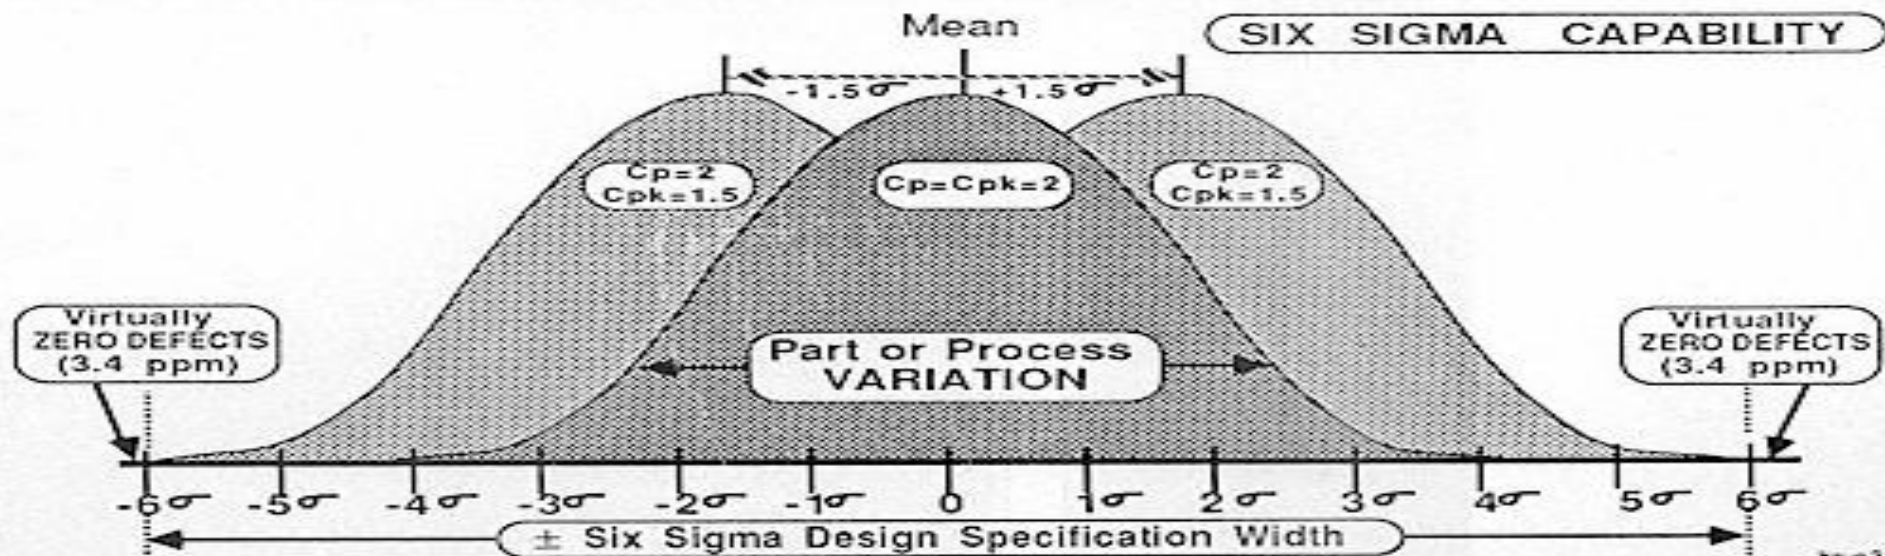 Mean
SIX SIGMA CAPABILITY
-1.5σ +1.5σ
Cp=2
Cpk=1.5
Cp=Cpk=2
Cp=2
Cpk=1.5
Virtually
ZERO DEFECTS
(3.4 ppm)
Part or Process
VARIATION
Virtually
ZERO DEFECTS
(3.4 ppm)
-6σ -5σ -4σ -3σ -2σ -1σ 0 1σ 2σ 3σ 4σ 5σ 6σ
± Six Sigma Design Specification Width